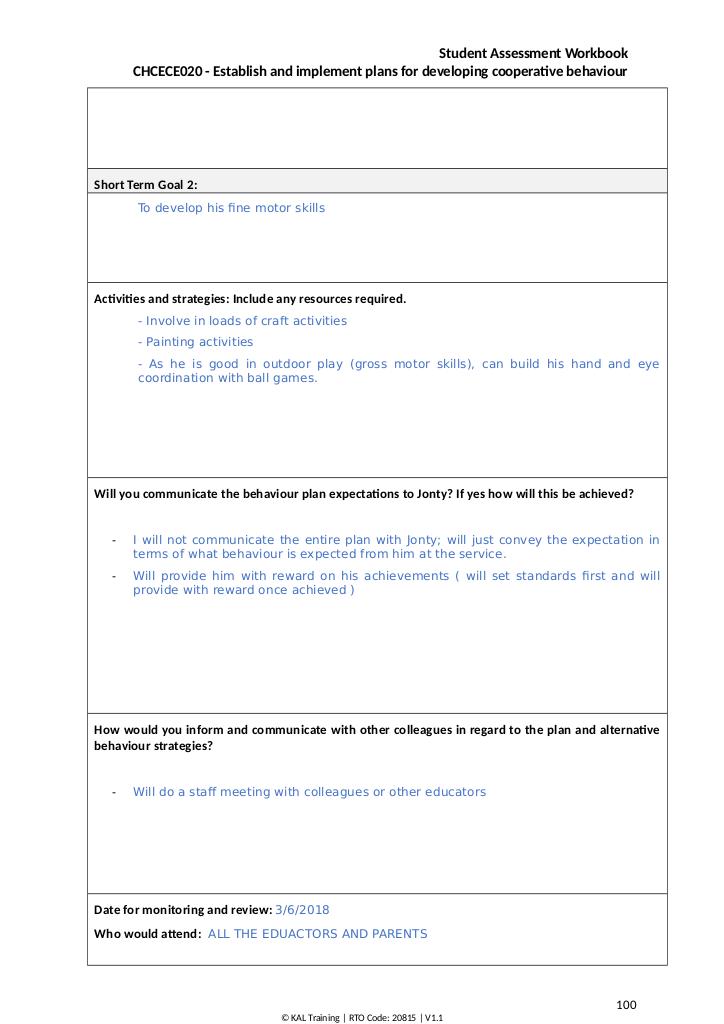 Student Assessment Workbook
CHCECE020 - Establish and implement plans for developing cooperative behaviour
Short Term Goal 2:
To develop his fine motor skills
Activities and strategies: Include any resources required.
- Involve in loads of craft activities
- Painting activities
- As he is good in outdoor play (gross motor skills), can build his hand and eye
coordination with ball games.
Will you communicate the behaviour plan expectations to Jonty? If yes how will this be achieved?
- I will not communicate the entire plan with Jonty; will just convey the expectation in
terms of what behaviour is expected from him at the service.
- Will provide him with reward on his achievements ( will set standards first and will
provide with reward once achieved )
How would you inform and communicate with other colleagues in regard to the plan and alternative
behaviour strategies?
- Will do a staff meeting with colleagues or other educators
Date for monitoring and review: 3/6/2018
Who would attend: ALL THE EDUACTORS AND PARENTS
100
© KAL Training | RTO Code: 20815 | V1.1